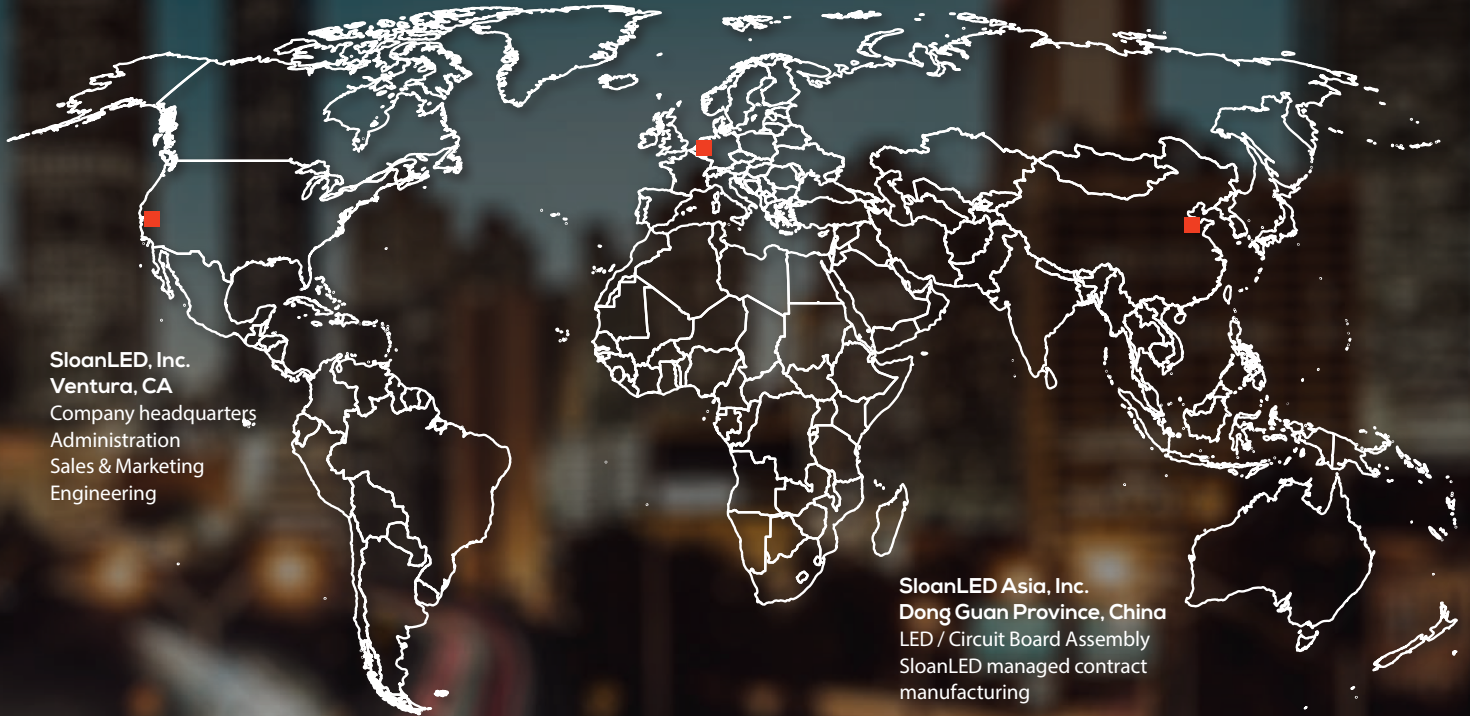 SloanLED, Inc.
Ventura, CA
Company headquarters
Administration
Sales & Marketing
Engineering
SloanLED Asia, Inc.
Dong Guan Province, China
LED / Circuit Board Assembly
SloanLED managed contract
manufacturing